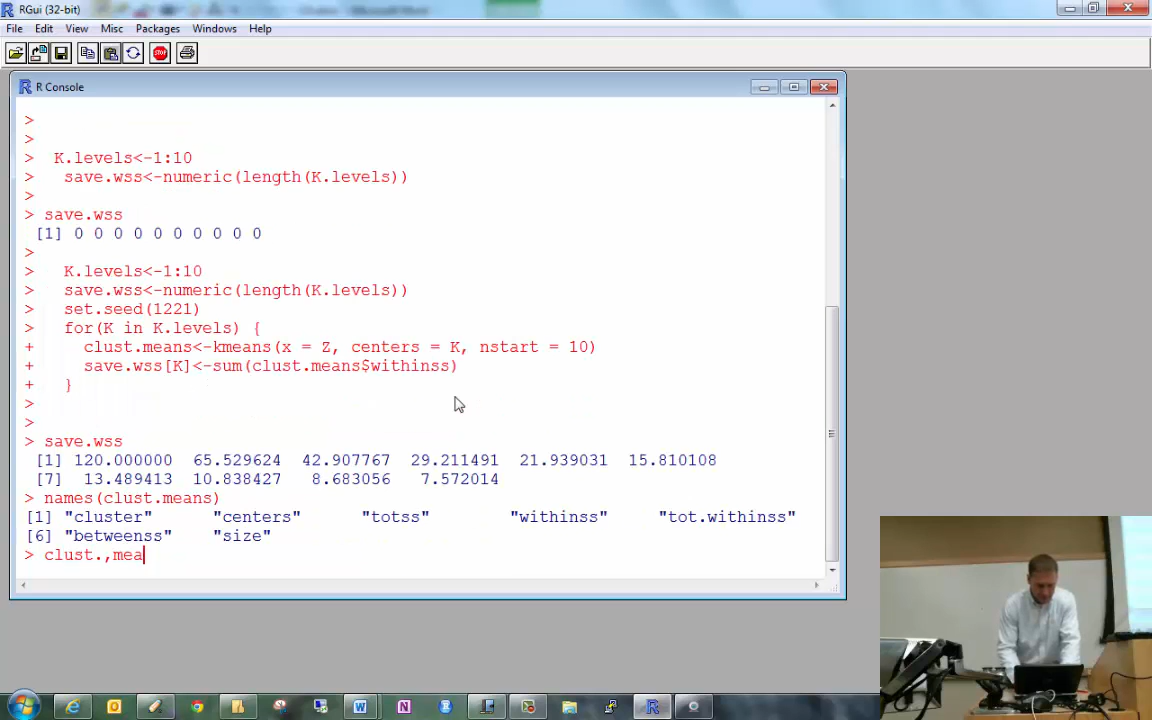 RGui (32-bit)
File Edit View Misc Packages Windows Help
STOP
R Console
>
>
> K.levels<-1:10
> save.wss<-numeric(length(K.levels))
>
> save.wss
[1] 0 0 0 0 0 0 0 0 0 0
>
> K.levels<-1:10
> save.wss<-numeric(length(K.levels))
> set.seed(1221)
> for(K in K.levels) {
+ clust.means<-kmeans(x = Z, centers = K, nstart = 10)
+ save.wss[K]<-sum(clust.means$withinss)
+ }
>
>
> save.wss
[1] 120.000000 65.529624 42.907767 29.211491 21.939031 15.810108
[7] 13.489413 10.838427 8.683056 7.572014
> names(clust.means)
[1] "cluster" "centers" "totss" "withinss" "tot.withinss"
[6] "betweenss" "size"
> clust.,mea